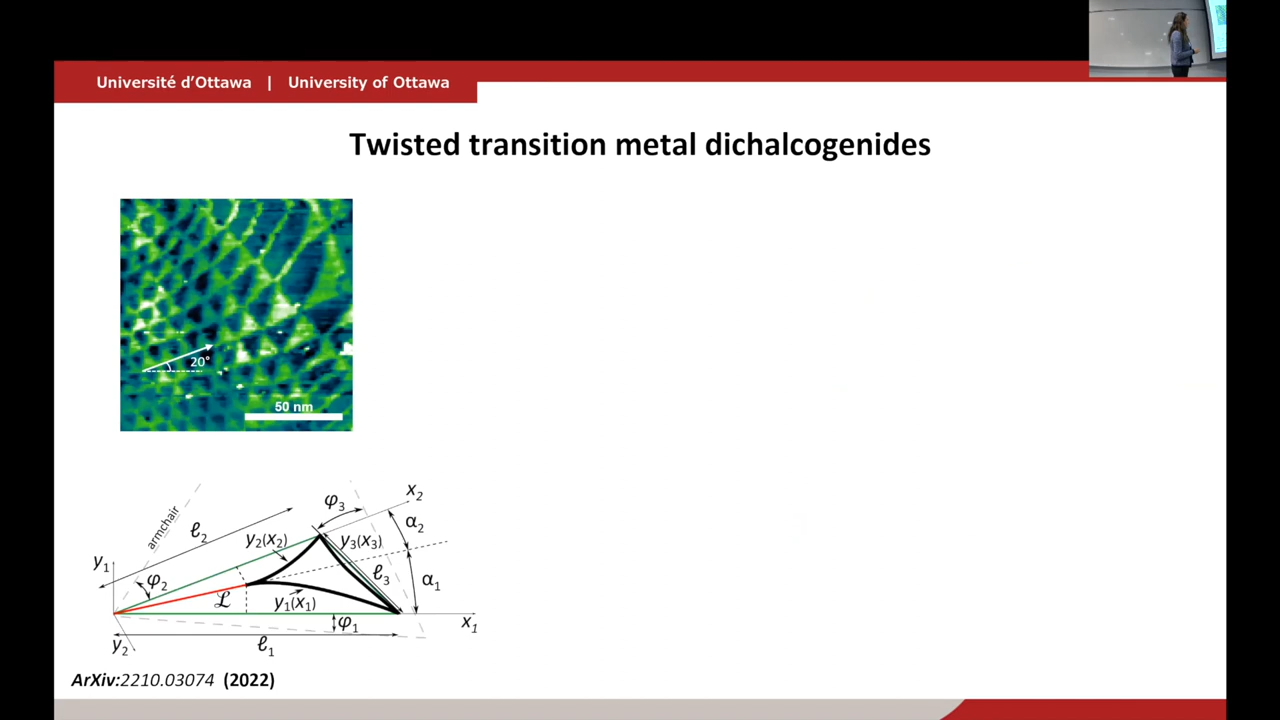 Université d'Ottawa | University of Ottawa
Twisted transition metal dichalcogenides
20°
50 nm
armchair
φ₃
x₂
ℓ₂
α₂
y₂(x₂)
y₃(x₃)
y₁
φ₂
ℓ₃
α₁
ℒ
y₁(x₁)
φ₁
x₁
y₂
ℓ₁
ArXiv:2210.03074 (2022)